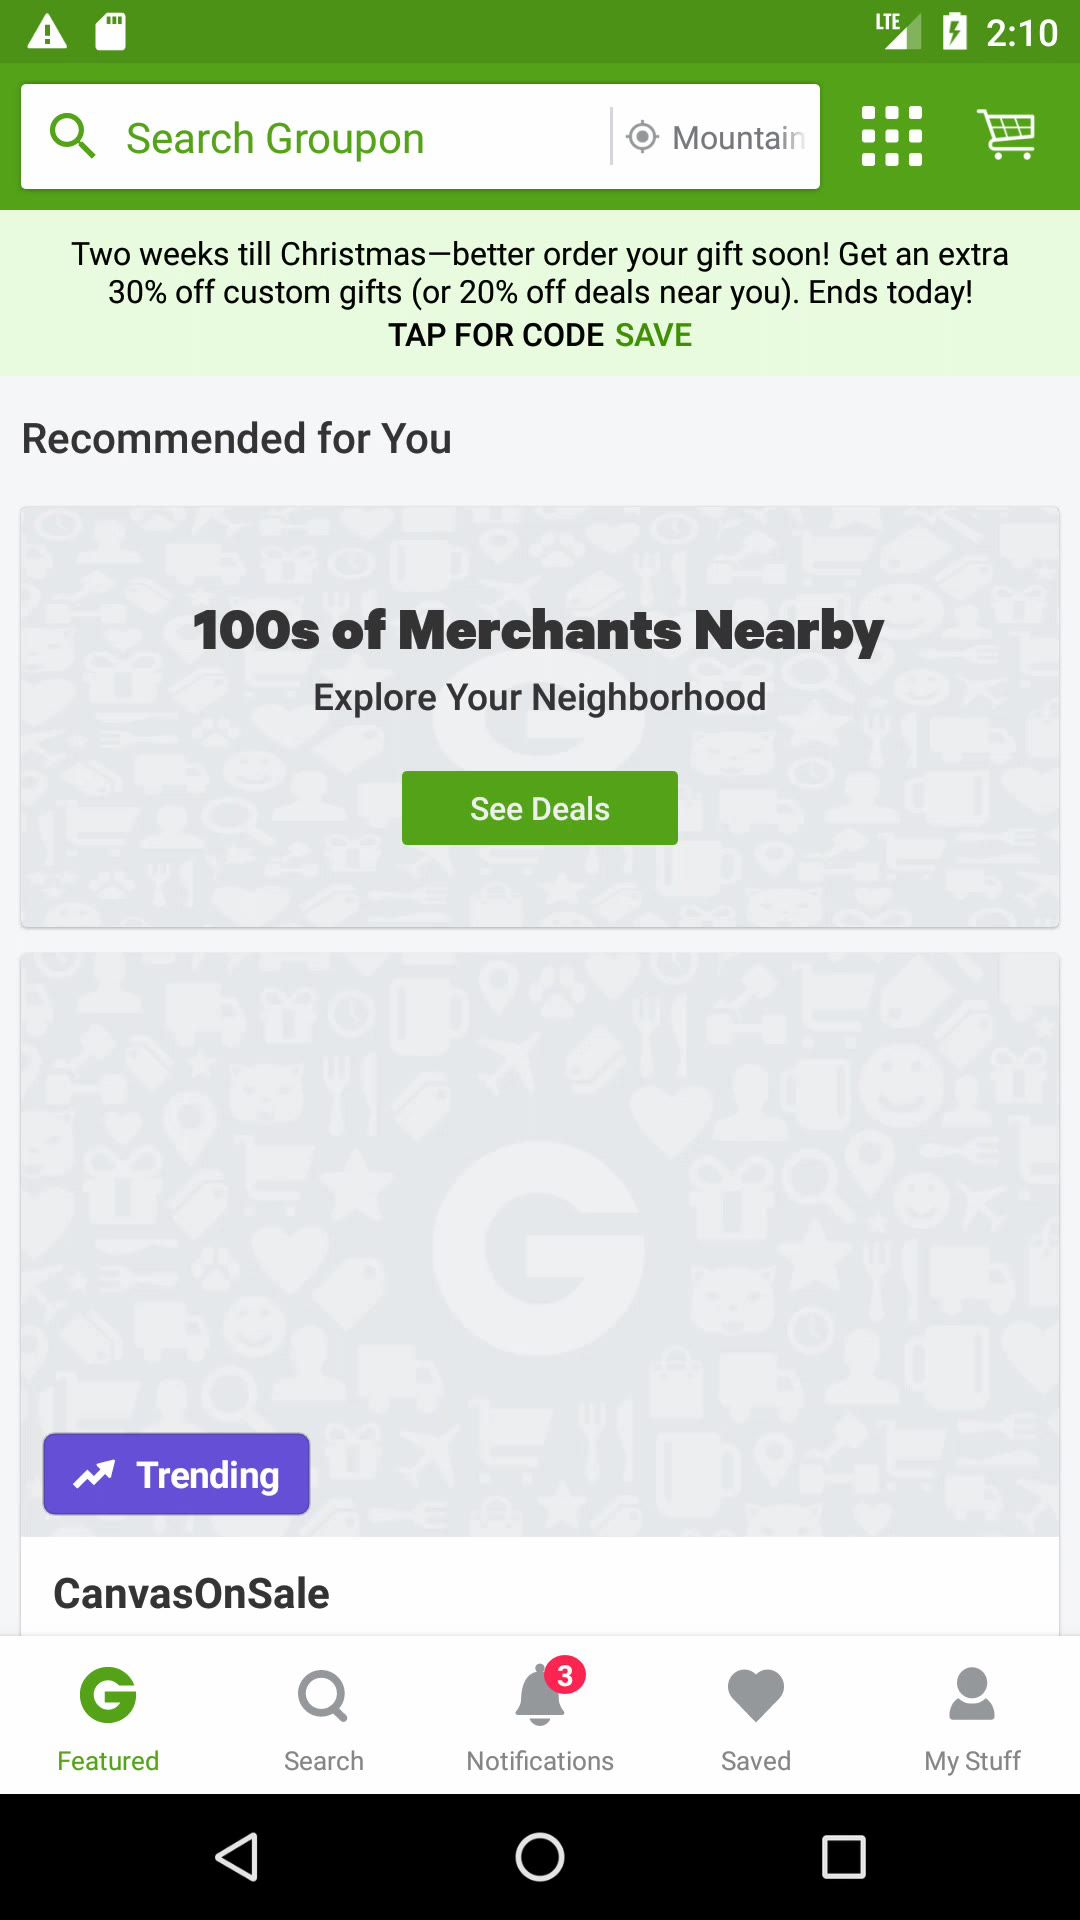 LTE 2:10
Search Groupon Mountain
Two weeks till Christmas—better order your gift soon! Get an extra
30% off custom gifts (or 20% off deals near you). Ends today!
TAP FOR CODE SAVE
Recommended for You
100s of Merchants Nearby
Explore Your Neighborhood
See Deals
Trending
CanvasOnSale
3
Featured Search Notifications Saved My Stuff